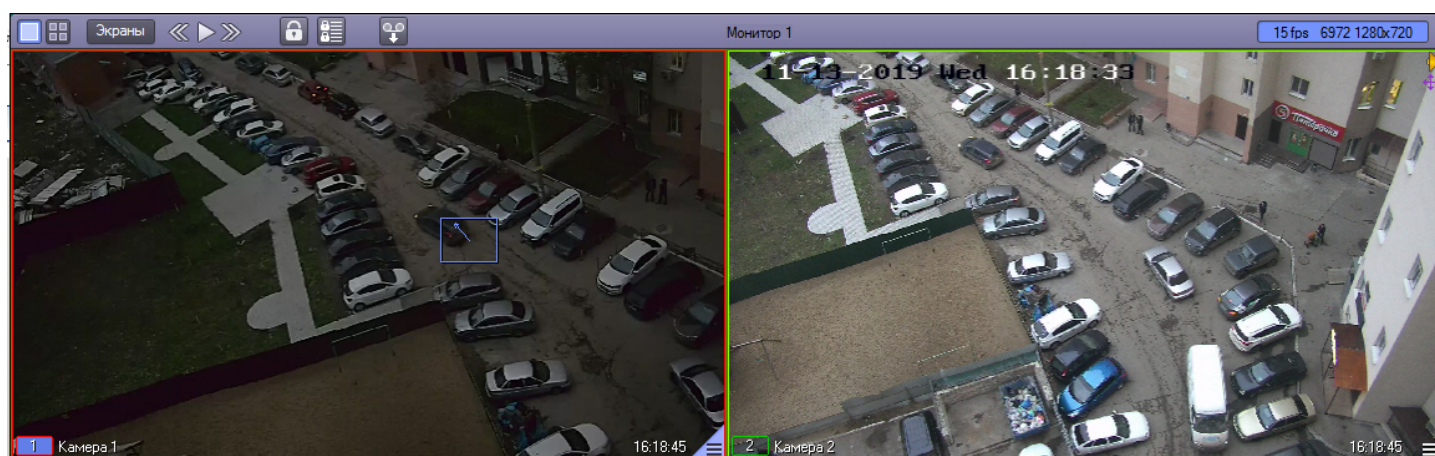 Экраны
Монитор 1
15 fps 6972 1280x720
11-13-2019 Wed 16:18:33
Пятёрочка
1 Камера 1
16:18:45
2 Камера 2
16:18:45